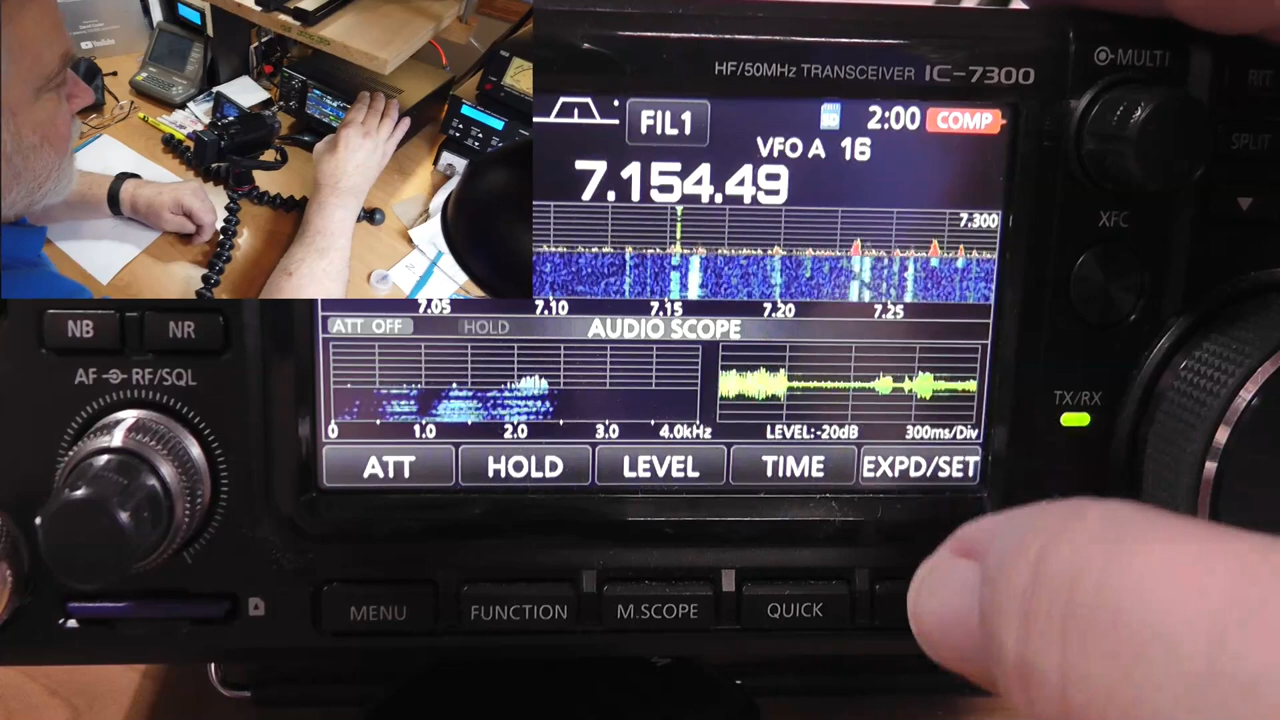 YouTube
HF/50MHz TRANSCEIVER IC-7300
MULTI
FIL1
SD
2:00
COMP
VFO A 16
7.154.49
SPLIT
XFC
7.300
7.05 7.10 7.15 7.20 7.25
NB
NR
ATT OFF
HOLD
AUDIO SCOPE
AF RF/SQL
TX/RX
0 1.0 2.0 3.0 4.0kHz
LEVEL:-20dB
300ms/Div
ATT
HOLD
LEVEL
TIME
EXPD/SET
MENU
FUNCTION
M.SCOPE
QUICK